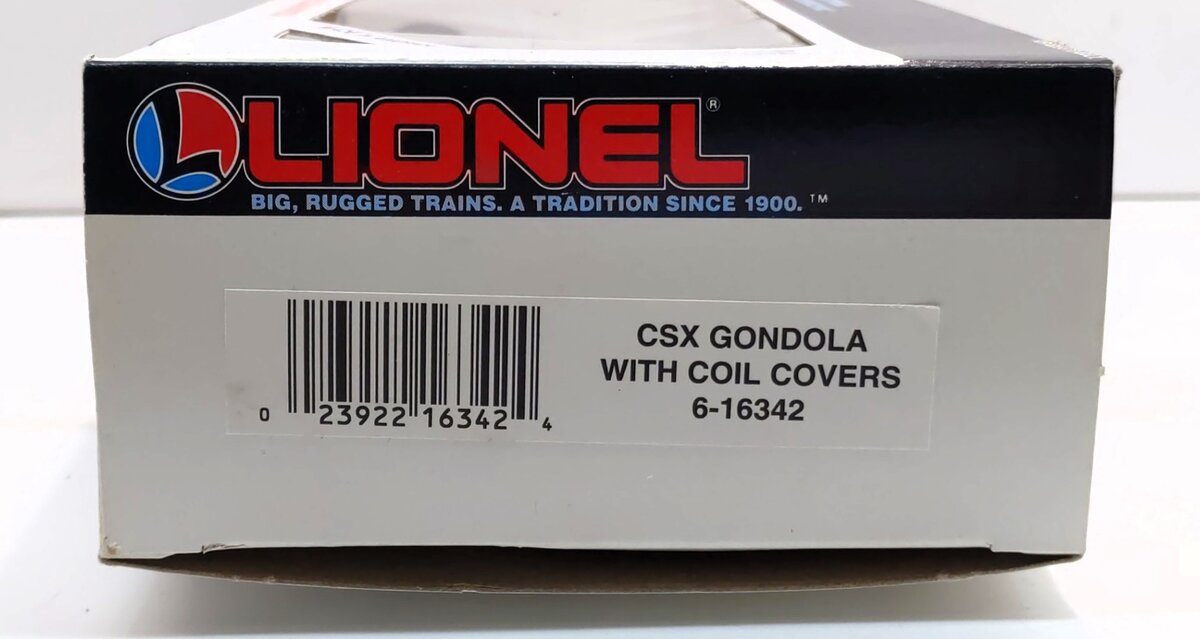 LIONEL®
BIG, RUGGED TRAINS. A TRADITION SINCE 1900.™
CSX GONDOLA
WITH COIL COVERS
6-16342
0 23922 16342 4